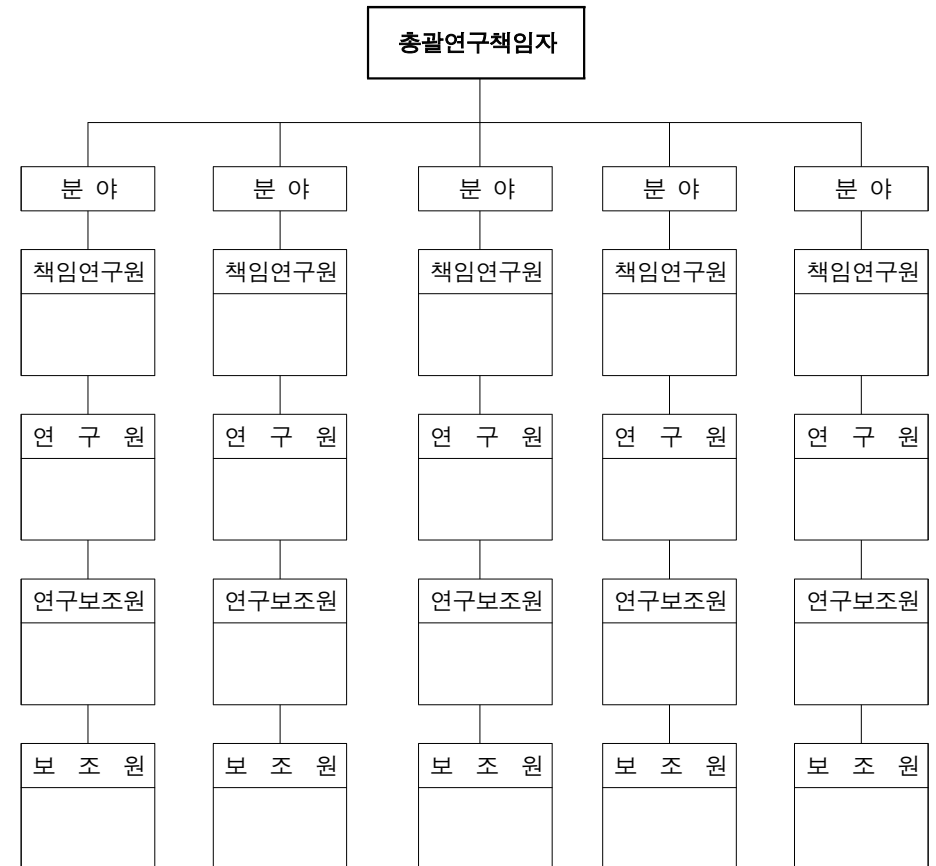 총괄연구책임자
분 야 분 야 분 야 분 야 분 야
책임연구원 책임연구원 책임연구원 책임연구원 책임연구원
연 구 원 연 구 원 연 구 원 연 구 원 연 구 원
연구보조원 연구보조원 연구보조원 연구보조원 연구보조원
보 조 원 보 조 원 보 조 원 보 조 원 보 조 원